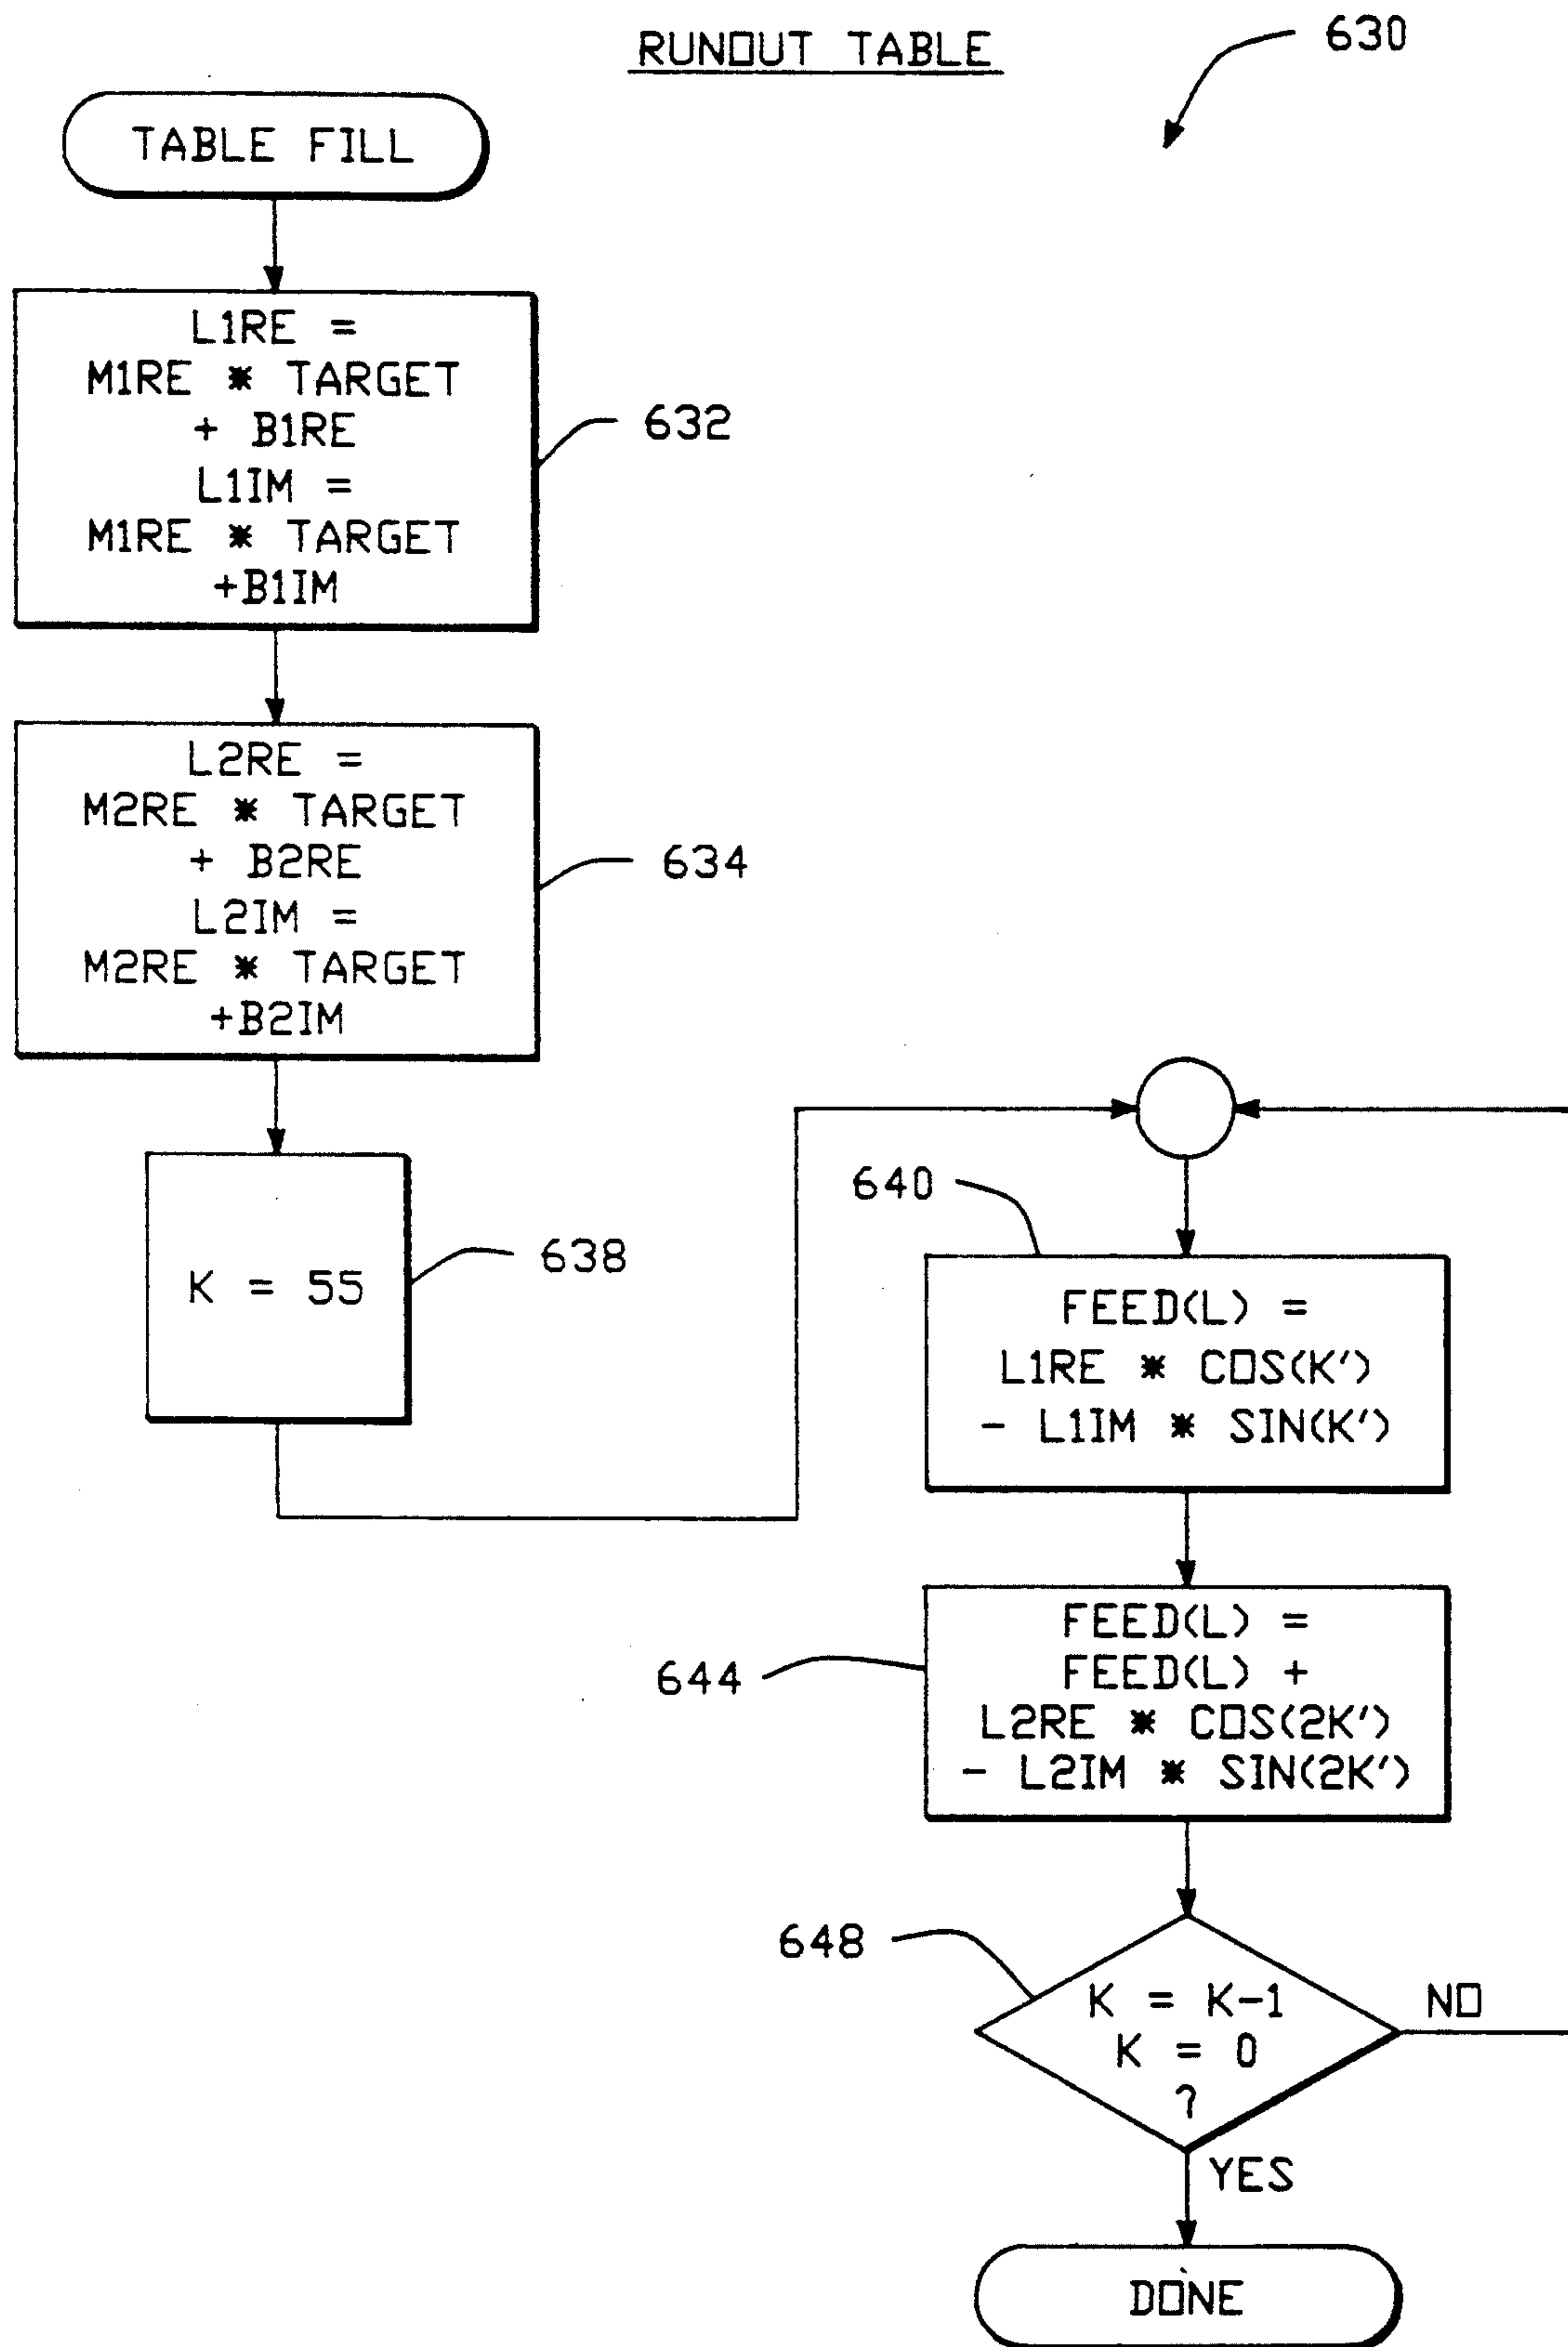 RUNOUT TABLE
630
TABLE FILL
L1RE =
M1RE * TARGET
+ B1RE
L1IM =
M1RE * TARGET
+B1IM
632
L2RE =
M2RE * TARGET
+ B2RE
L2IM =
M2RE * TARGET
+B2IM
634
K = 55
638
640
FEED(L) =
L1RE * COS(K')
- L1IM * SIN(K')
FEED(L) =
FEED(L) +
L2RE * COS(2K')
- L2IM * SIN(2K')
644
648
K = K-1
K = 0
?
NO
YES
DONE